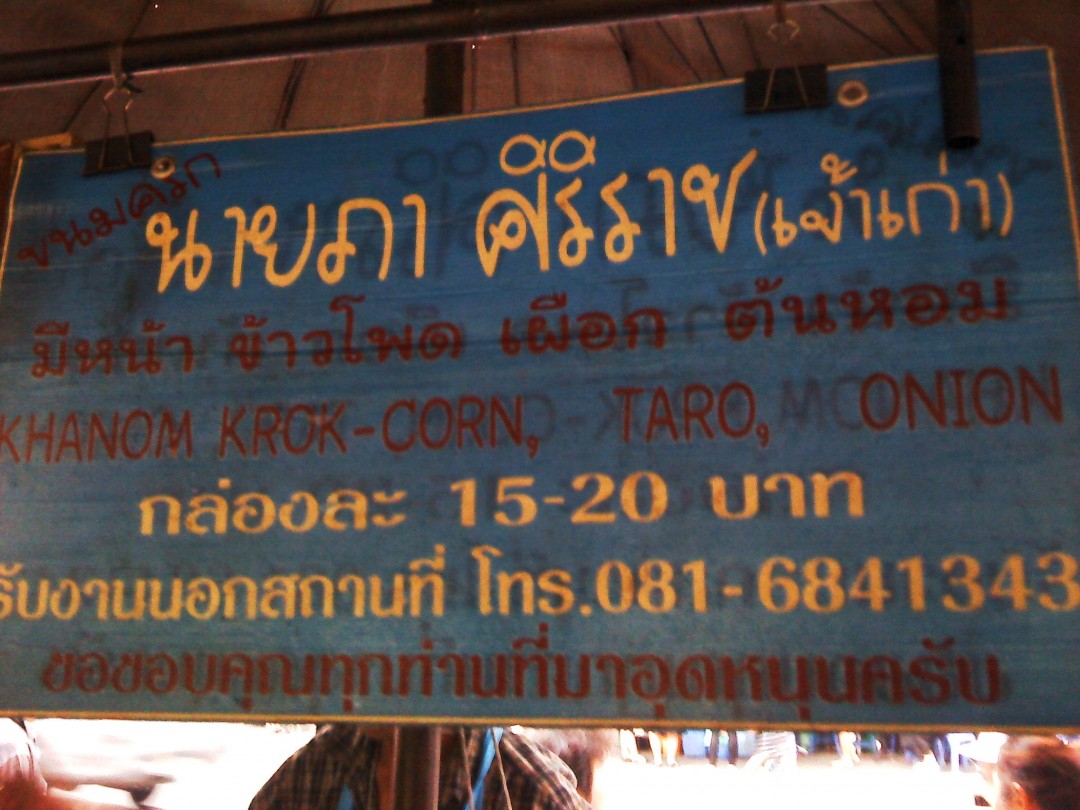 ขนมครก
นายภา ศิริราช (เจ้าเก่า)
มีหน้า ข้าวโพด เผือก ต้นหอม
KHANOM KROK-CORN, TARO, ONION
กล่องละ 15-20 บาท
รับงานนอกสถานที่ โทร.081-6841343
ขอขอบคุณทุกท่านที่มาอุดหนุนครับ